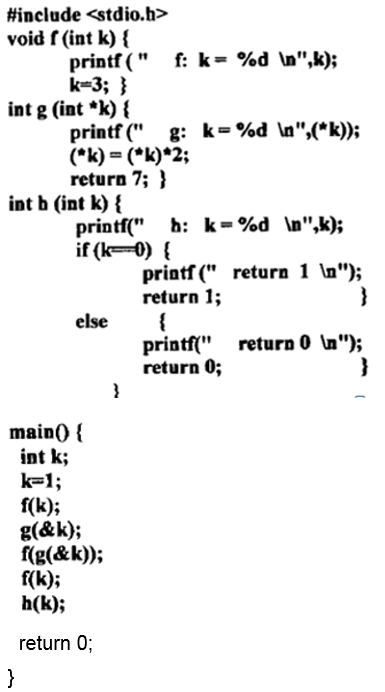 #include <stdio.h>
void f (int k) {
printf ( "    f:  k =  %d  \n",k);
k=3;  }
int g (int *k) {
printf ("    g:   k = %d  \n",(*k));
(*k) = (*k)*2;
return 7;  }
int h (int k) {
printf("    h:   k = %d   \n",k);
if (k==0)  {
printf ("   return  1  \n");
return 1;                    }
else        {
printf("     return 0  \n");
return 0;                    }
}
main() {
int k;
k=1;
f(k);
g(&k);
f(g(&k));
f(k);
h(k);
return 0;
}